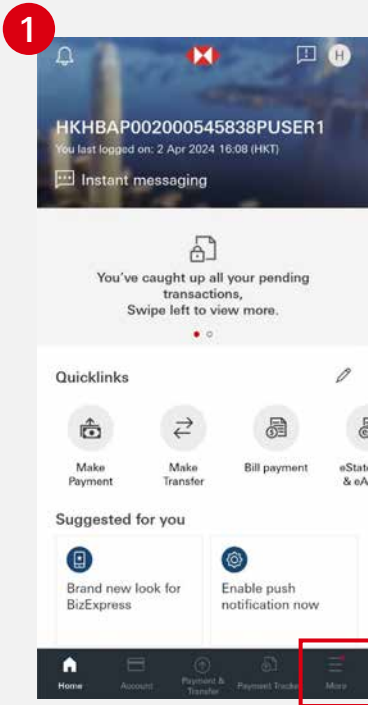 1
H
HKHBAP002000545838PUSER1
You last logged on: 2 Apr 2024 16:08 (HKT)
Instant messaging
You've caught up all your pending
transactions,
Swipe left to view more.
Quicklinks
Make
Payment
Make
Transfer
Bill payment
& eA
Suggested for you
Brand new look for
BizExpress
Enable push
notification now
Home
Account
Payment &
Transfer
Payment Tracker
More